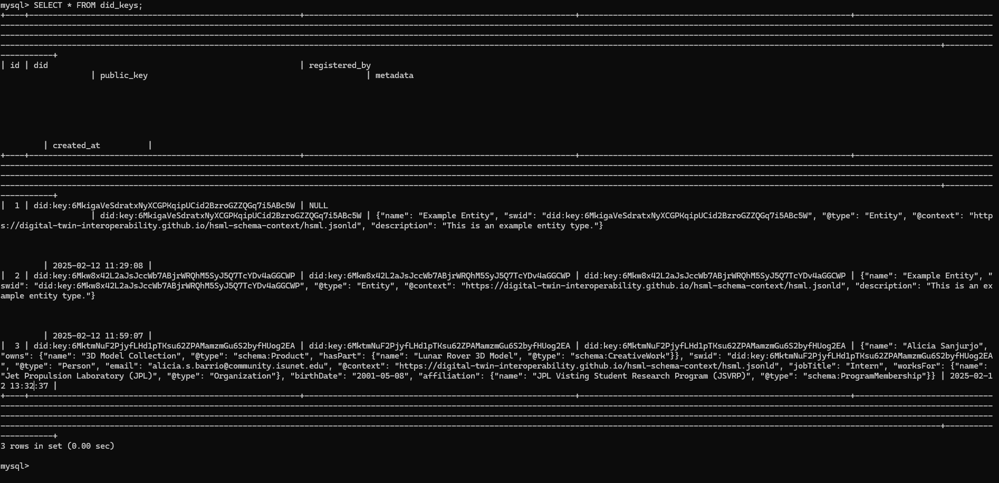 mysql> SELECT * FROM did_keys;
| id | did | registered_by
| public_key | metadata
| created_at |
| 1 | did:key:6MkigaVeSdratxNyXCGPKqipUCid2BzroGZZQGq7i5ABc5W | NULL
| did:key:6MkigaVeSdratxNyXCGPKqipUCid2BzroGZZQGq7i5ABc5W | {"name": "Example Entity", "swid": "did:key:6MkigaVeSdratxNyXCGPKqipUCid2BzroGZZQGq7i5ABc5W", "@type": "Entity", "@context": "http
s://digital-twin-interoperability.github.io/hsml-schema-context/hsml.jsonld", "description": "This is an example entity type."}
| 2025-02-12 11:29:08 |
| 2 | did:key:6Mkw8x42L2aJsJccWb7ABjrWRQhM5SyJ5Q7TcYDv4aGGCWP | did:key:6Mkw8x42L2aJsJccWb7ABjrWRQhM5SyJ5Q7TcYDv4aGGCWP | did:key:6Mkw8x42L2aJsJccWb7ABjrWRQhM5SyJ5Q7TcYDv4aGGCWP | {"name": "Example Entity", "
swid": "did:key:6Mkw8x42L2aJsJccWb7ABjrWRQhM5SyJ5Q7TcYDv4aGGCWP", "@type": "Entity", "@context": "https://digital-twin-interoperability.github.io/hsml-schema-context/hsml.jsonld", "description": "This is an ex
ample entity type."}
| 2025-02-12 11:59:07 |
| 3 | did:key:6MktmNuF2PjyfLHd1pTKsu62ZPAMamzmGu6S2byfHUog2EA | did:key:6MktmNuF2PjyfLHd1pTKsu62ZPAMamzmGu6S2byfHUog2EA | did:key:6MktmNuF2PjyfLHd1pTKsu62ZPAMamzmGu6S2byfHUog2EA | {"name": "Alicia Sanjurjo",
"owns": {"name": "3D Model Collection", "@type": "schema:Product", "hasPart": {"name": "Lunar Rover 3D Model", "@type": "schema:CreativeWork"}}, "swid": "did:key:6MktmNuF2PjyfLHd1pTKsu62ZPAMamzmGu6S2byfHUog2EA
", "@type": "Person", "email": "alicia.s.barrio@community.isunet.edu", "@context": "https://digital-twin-interoperability.github.io/hsml-schema-context/hsml.jsonld", "jobTitle": "Intern", "worksFor": {"name":
"Jet Propulsion Laboratory (JPL)", "@type": "Organization"}, "birthDate": "2001-05-08", "affiliation": {"name": "JPL Visting Student Research Program (JSVRP)", "@type": "schema:ProgramMembership"}} | 2025-02-1
2 13:32:37 |
3 rows in set (0.00 sec)
mysql>